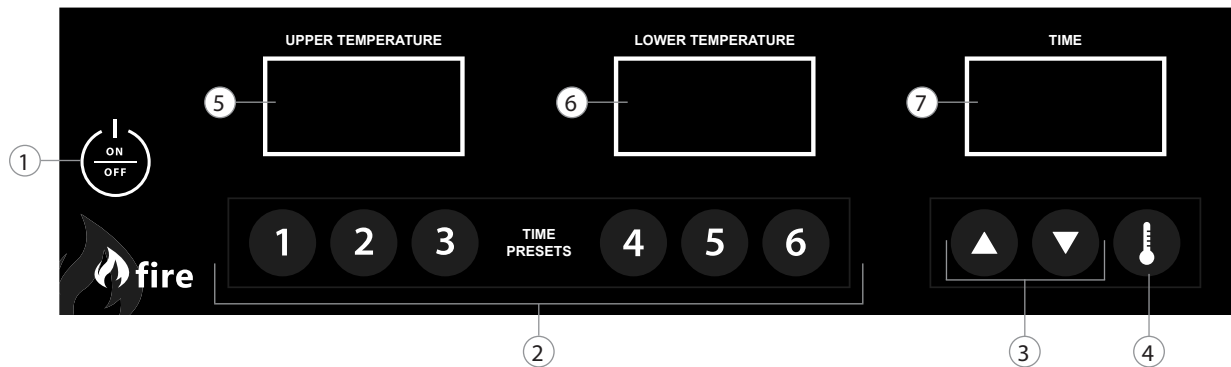 UPPER TEMPERATURE
LOWER TEMPERATURE
TIME
5
6
7
1
ON
OFF
1
2
3
TIME
PRESETS
4
5
6
fire
2
3
4